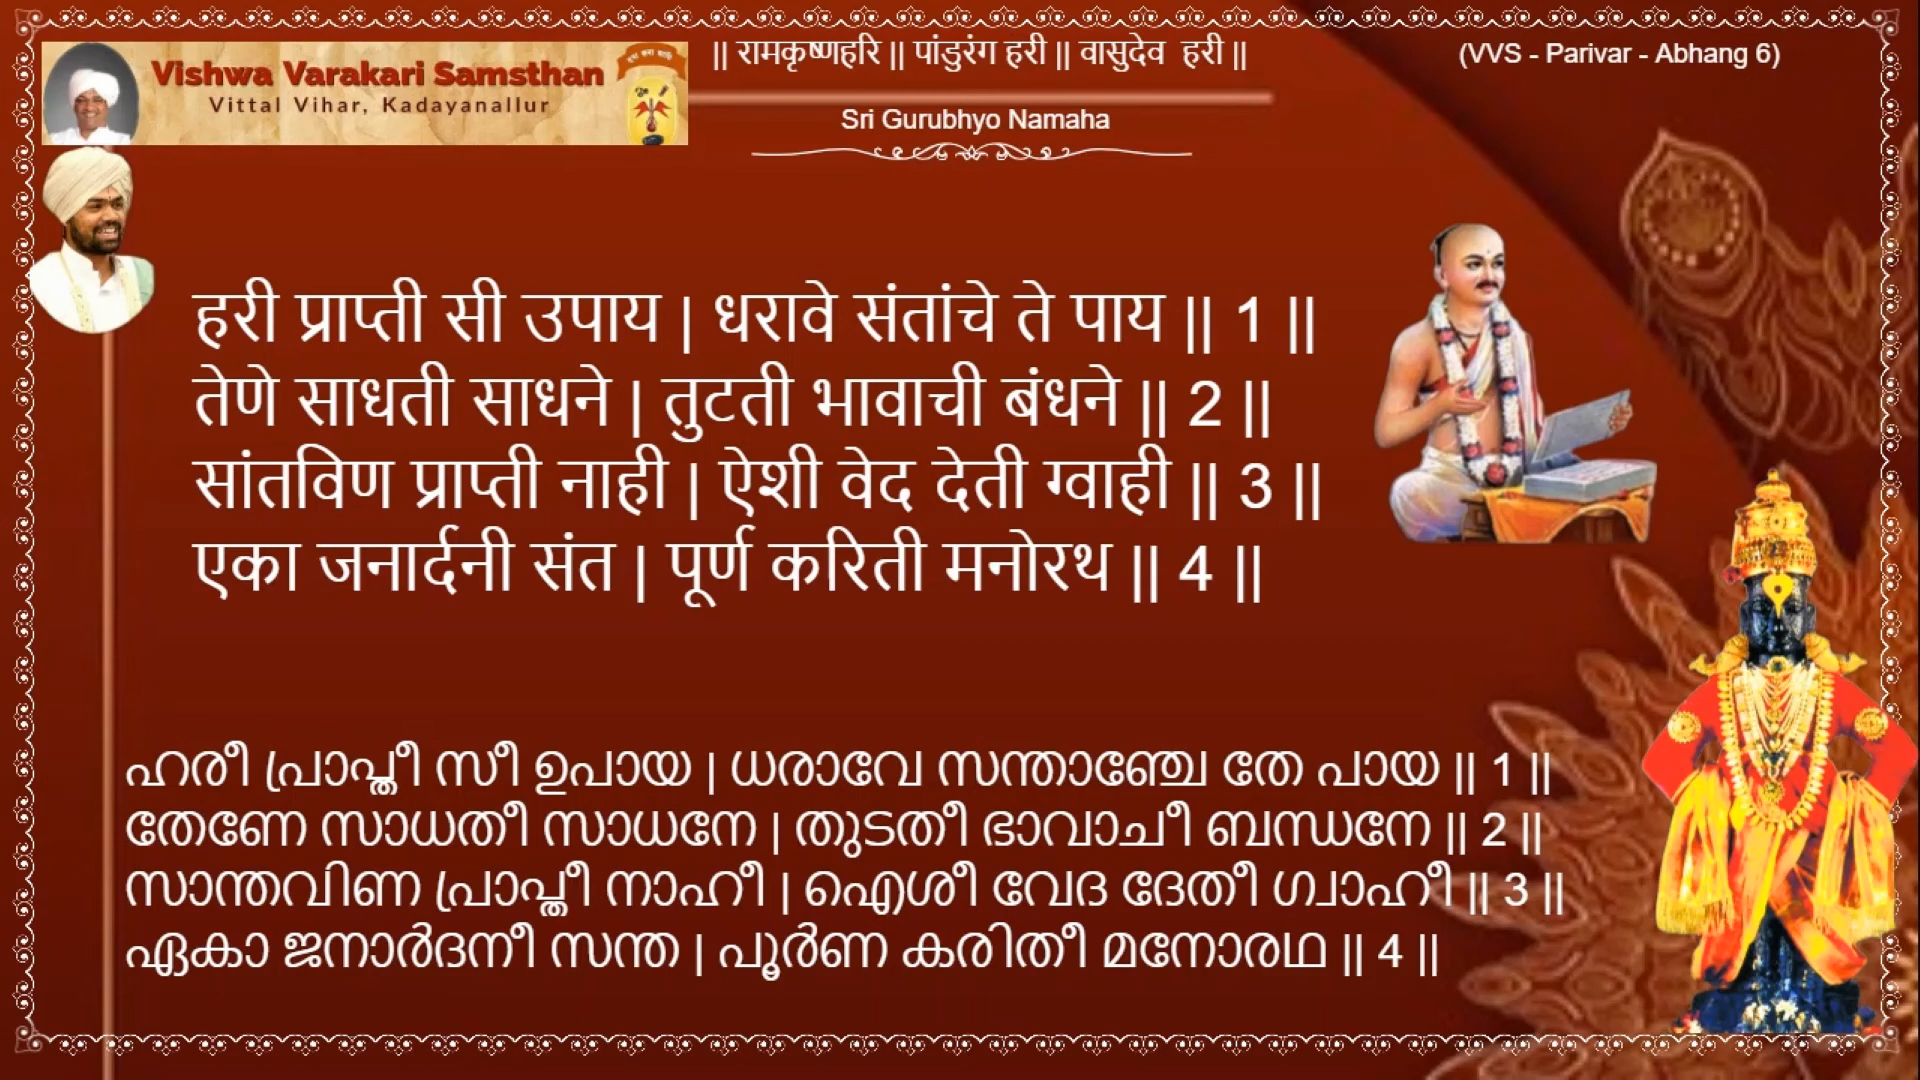 Vishwa Varakari Samsthan
Vittal Vihar, Kadayanallur
|| रामकृष्णहरि || पांडुरंग हरी || वासुदेव हरी ||
(VVS - Parivar - Abhang 6)
Sri Gurubhyo Namaha
हरी प्राप्ती सी उपाय | धरावे संतांचे ते पाय || 1 ||
तेणे साधती साधने | तुटती भावाची बंधने || 2 ||
सांतविण प्राप्ती नाही | ऐशी वेद देती ग्वाही || 3 ||
एका जनार्दनी संत | पूर्ण करिती मनोरथ || 4 ||
ഹരീ പ്രാപ്തീ സീ ഉപായ | ധരാവേ സന്താഞ്ചേ തേ പായ || 1 ||
തേണേ സാധതീ സാധനേ | തുടതീ ഭാവാചീ ബന്ധനേ || 2 ||
സാന്തവിണ പ്രാപ്തീ നാഹീ | ഐശീ വേദ ദേതീ ഗ്വാഹീ || 3 ||
ഏകാ ജനാർദനീ സന്ത | പൂർണ കരിതീ മനോരഥ || 4 ||